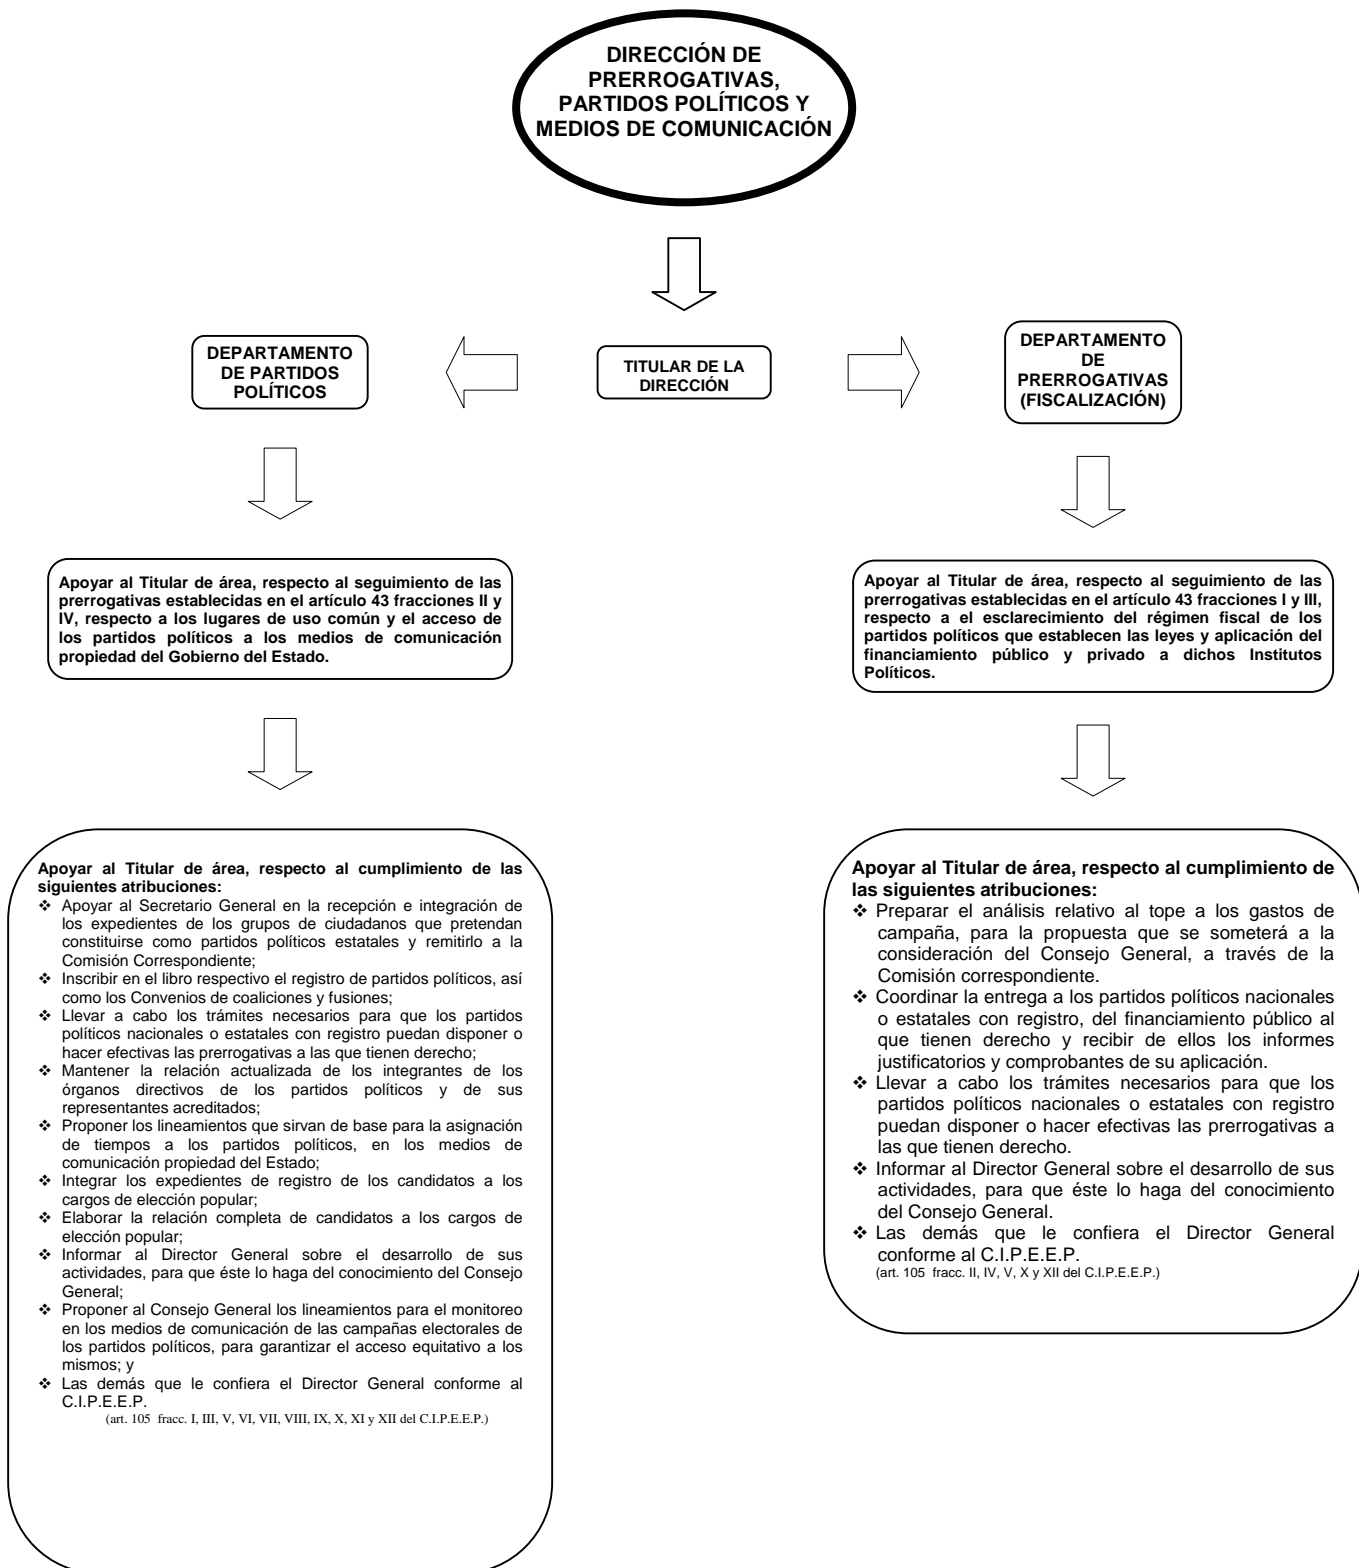 DIRECCIÓN DE
PRERROGATIVAS,
PARTIDOS POLÍTICOS Y
MEDIOS DE COMUNICACIÓN
DEPARTAMENTO
DE PARTIDOS
POLÍTICOS
TITULAR DE LA
DIRECCIÓN
DEPARTAMENTO
DE
PRERROGATIVAS
(FISCALIZACIÓN)
Apoyar al Titular de área, respecto al seguimiento de las
prerrogativas establecidas en el artículo 43 fracciones II y
IV, respecto a los lugares de uso común y el acceso de
los partidos políticos a los medios de comunicación
propiedad del Gobierno del Estado.
Apoyar al Titular de área, respecto al seguimiento de las
prerrogativas establecidas en el artículo 43 fracciones I y III,
respecto a el esclarecimiento del régimen fiscal de los
partidos políticos que establecen las leyes y aplicación del
financiamiento público y privado a dichos Institutos
Políticos.
Apoyar al Titular de área, respecto al cumplimiento de las
siguientes atribuciones:
❖ Apoyar al Secretario General en la recepción e integración de
los expedientes de los grupos de ciudadanos que pretendan
constituirse como partidos políticos estatales y remitirlo a la
Comisión Correspondiente;
❖ Inscribir en el libro respectivo el registro de partidos políticos, así
como los Convenios de coaliciones y fusiones;
❖ Llevar a cabo los trámites necesarios para que los partidos
políticos nacionales o estatales con registro puedan disponer o
hacer efectivas las prerrogativas a las que tienen derecho;
❖ Mantener la relación actualizada de los integrantes de los
órganos directivos de los partidos políticos y de sus
representantes acreditados;
❖ Proponer los lineamientos que sirvan de base para la asignación
de tiempos a los partidos políticos, en los medios de
comunicación propiedad del Estado;
❖ Integrar los expedientes de registro de los candidatos a los
cargos de elección popular;
❖ Elaborar la relación completa de candidatos a los cargos de
elección popular;
❖ Informar al Director General sobre el desarrollo de sus
actividades, para que éste lo haga del conocimiento del Consejo
General;
❖ Proponer al Consejo General los lineamientos para el monitoreo
en los medios de comunicación de las campañas electorales de
los partidos políticos, para garantizar el acceso equitativo a los
mismos; y
❖ Las demás que le confiera el Director General conforme al
C.I.P.E.E.P.
(art. 105 fracc. I, III, V, VI, VII, VIII, IX, X, XI y XII del C.I.P.E.E.P.)
Apoyar al Titular de área, respecto al cumplimiento de
las siguientes atribuciones:
❖ Preparar el análisis relativo al tope a los gastos de
campaña, para la propuesta que se someterá a la
consideración del Consejo General, a través de la
Comisión correspondiente.
❖ Coordinar la entrega a los partidos políticos nacionales
o estatales con registro, del financiamiento público al
que tienen derecho y recibir de ellos los informes
justificatorios y comprobantes de su aplicación.
❖ Llevar a cabo los trámites necesarios para que los
partidos políticos nacionales o estatales con registro
puedan disponer o hacer efectivas las prerrogativas a
las que tienen derecho.
❖ Informar al Director General sobre el desarrollo de sus
actividades, para que éste lo haga del conocimiento
del Consejo General.
❖ Las demás que le confiera el Director General
conforme al C.I.P.E.E.P.
(art. 105 fracc. II, IV, V, X y XII del C.I.P.E.E.P.)